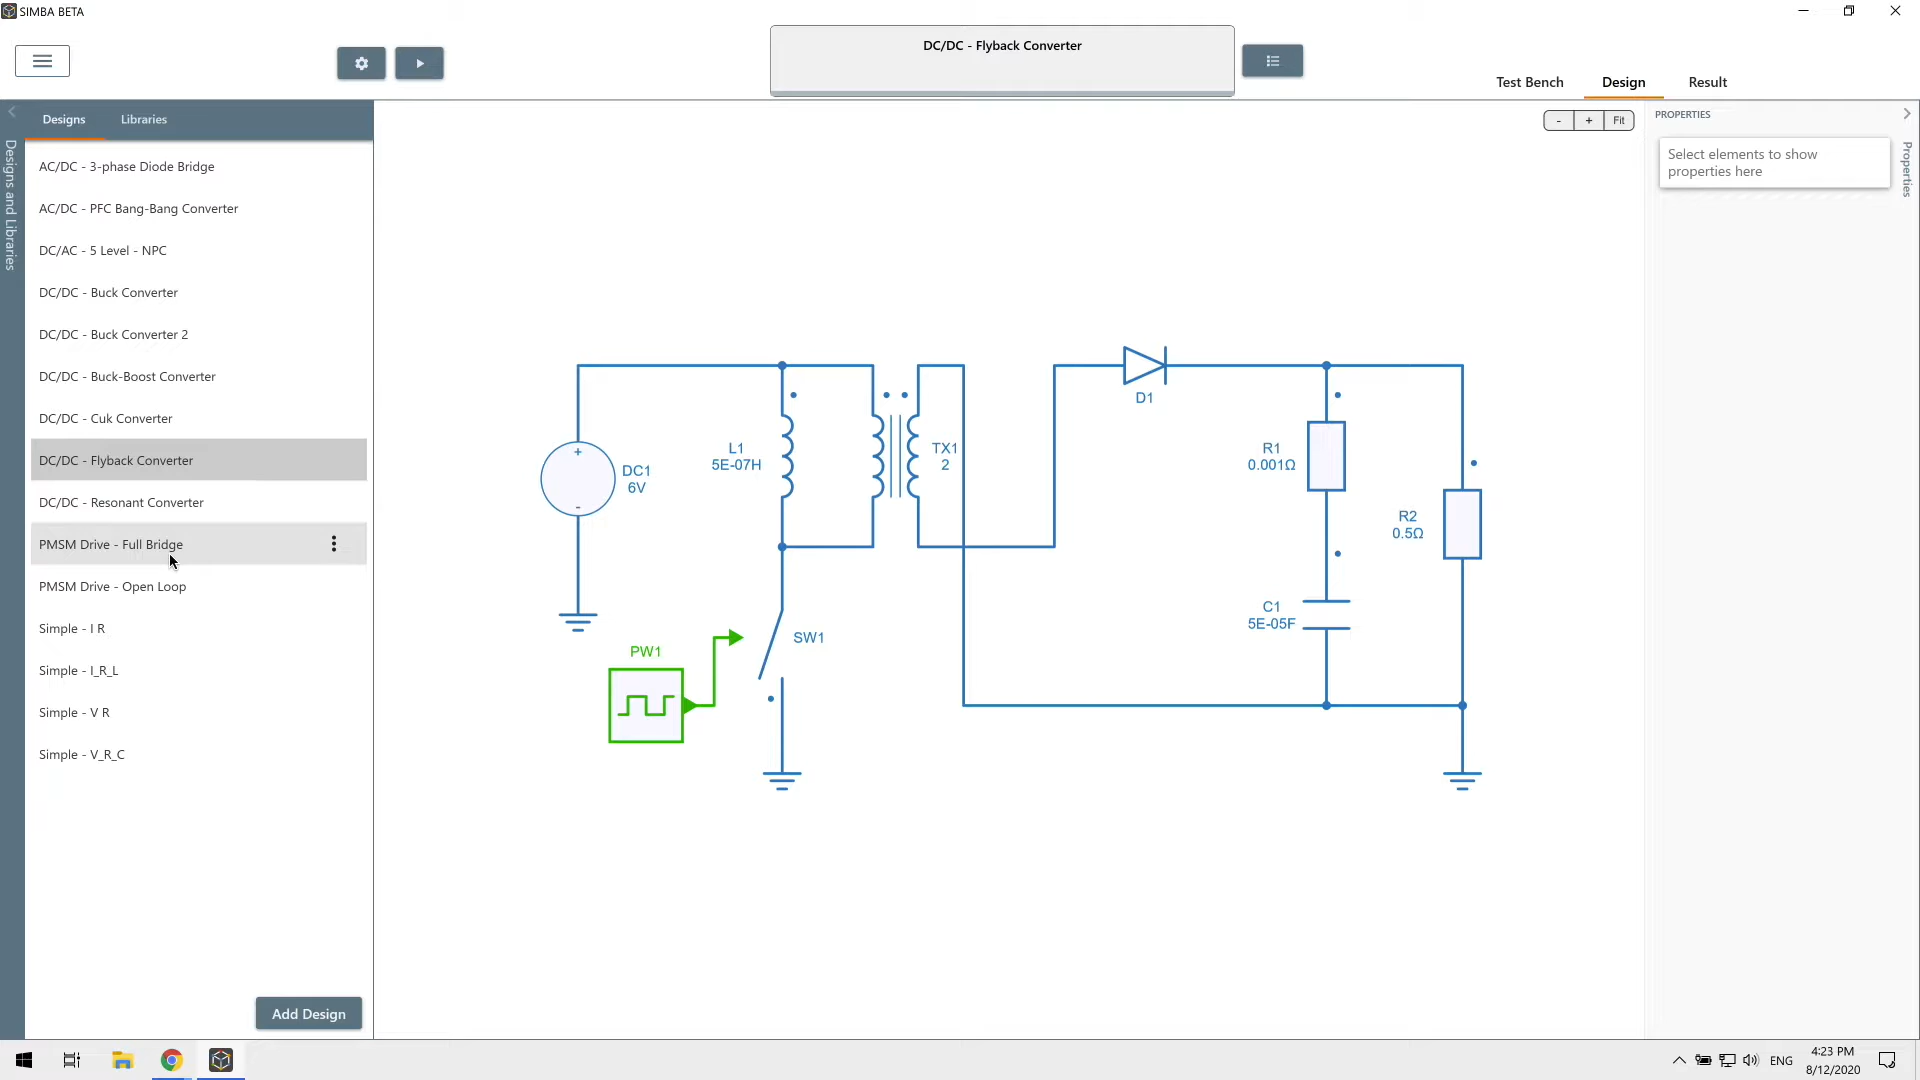 SIMBA BETA
DC/DC - Flyback Converter
Test Bench
Design
Result
Designs and Libraries
Designs
Libraries
AC/DC - 3-phase Diode Bridge
AC/DC - PFC Bang-Bang Converter
DC/AC - 5 Level - NPC
DC/DC - Buck Converter
DC/DC - Buck Converter 2
DC/DC - Buck-Boost Converter
DC/DC - Cuk Converter
DC/DC - Flyback Converter
DC/DC - Resonant Converter
PMSM Drive - Full Bridge
PMSM Drive - Open Loop
Simple - I R
Simple - I_R_L
Simple - V R
Simple - V_R_C
Add Design
-
+
Fit
+
-
DC1
6V
L1
5E-07H
TX1
2
D1
R1
0.001Ω
R2
0.5Ω
C1
5E-05F
SW1
PW1
PROPERTIES
Select elements to show
properties here
Properties
ENG
4:23 PM
8/12/2020